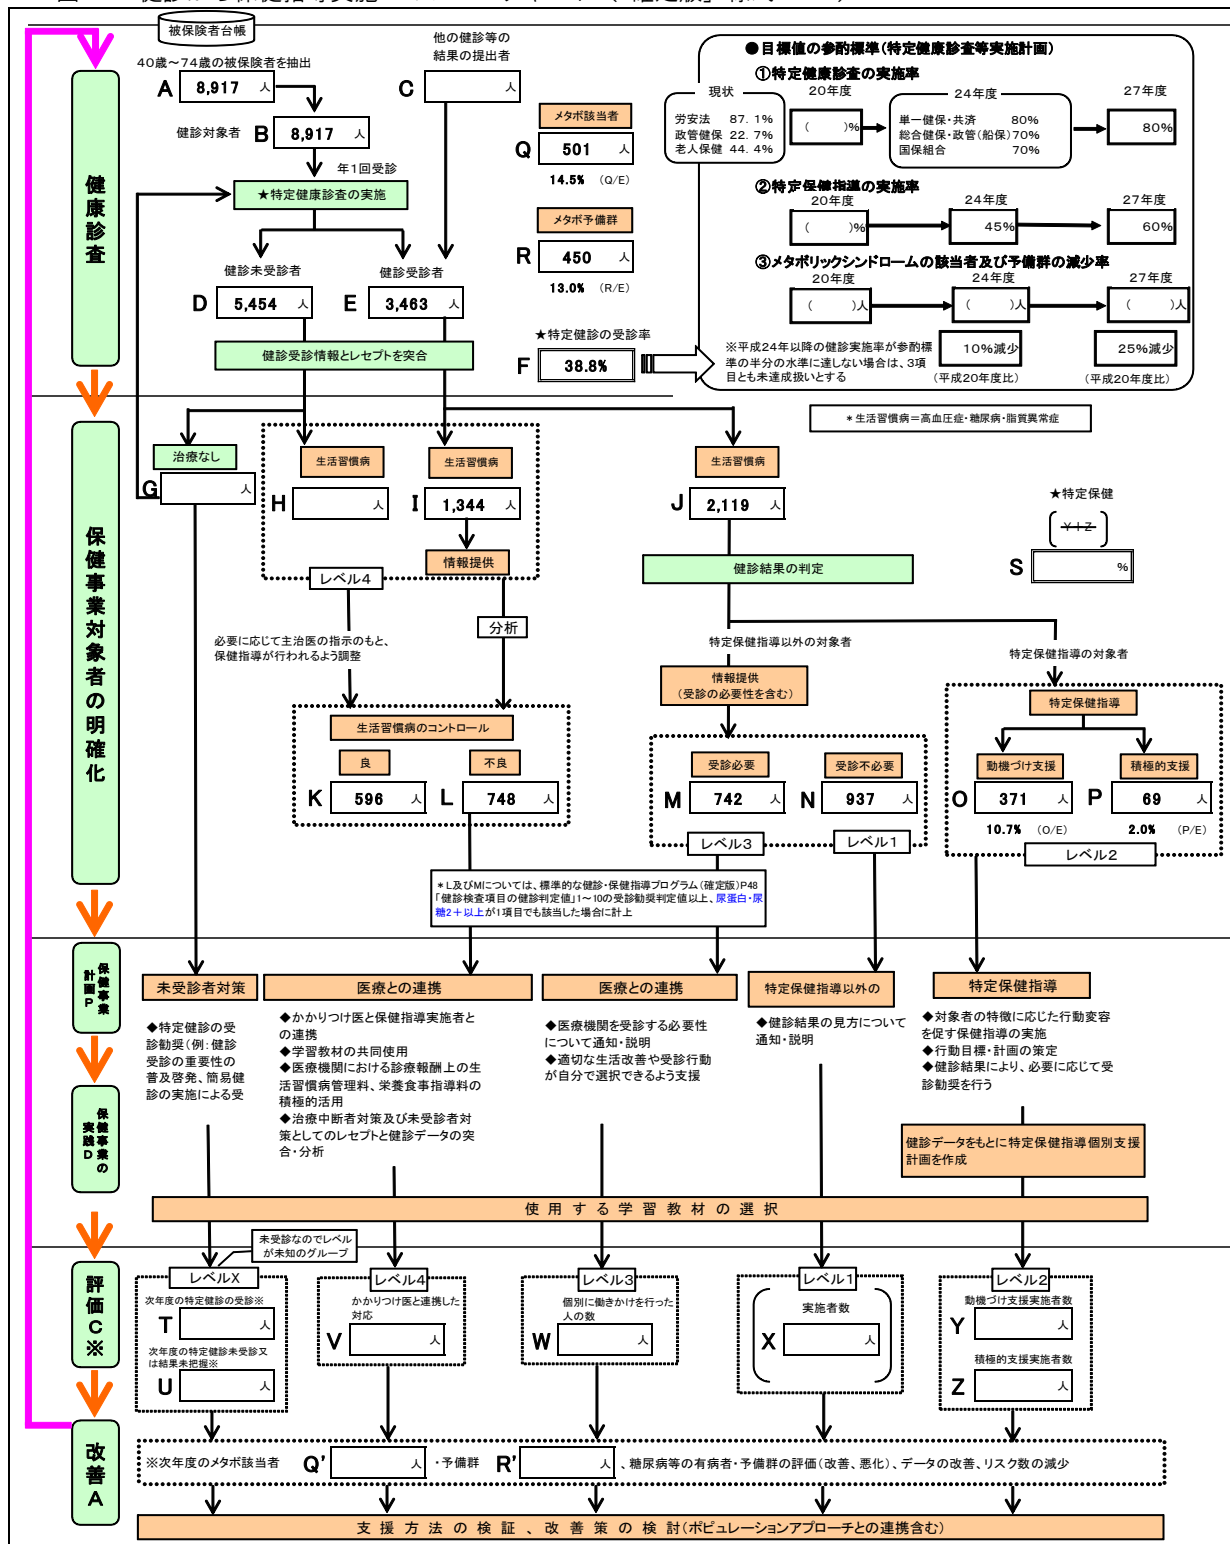 被保険者台帳
40歳～74歳の被保険者を抽出
A 8,917 人
他の健診等の
結果の提出者
C 人
健診対象者 B 8,917 人
年1回受診
★特定健康診査の実施
メタボ該当者
Q 501 人
14.5% (Q/E)
メタボ予備群
R 450 人
13.0% (R/E)
健診未受診者
D 5,454 人
健診受診者
E 3,463 人
★特定健診の受診率
F 38.8%
健診受診情報とレセプトを突合
●目標値の参酌標準(特定健康診査等実施計画)
①特定健康診査の実施率
現状
労安法 87.1%
政管健保 22.7%
老人保健 44.4%
20年度
( )%
24年度
単一健保・共済 80%
総合健保・政管(船保)70%
国保組合 70%
27年度
80%
②特定保健指導の実施率
20年度 24年度 27年度
( )% 45% 60%
③メタボリックシンドロームの該当者及び予備群の減少率
20年度 24年度 27年度
( )人 ( )人 ( )人
※平成24年以降の健診実施率が参酌標
準の半分の水準に達しない場合は、3項
目とも未達成扱いとする
10%減少
(平成20年度比)
25%減少
(平成20年度比)
健康診査
＊生活習慣病=高血圧症・糖尿病・脂質異常症
治療なし
G 人
生活習慣病
H 人
生活習慣病
I 1,344 人
情報提供
レベル4
生活習慣病
J 2,119 人
健診結果の判定
★特定保健
Y+Z
S %
分析
必要に応じて主治医の指示のもと、
保健指導が行われるよう調整
特定保健指導以外の対象者
特定保健指導の対象者
情報提供
(受診の必要性を含む)
生活習慣病のコントロール
良 不良
K 596 人 L 748 人
受診必要 受診不必要
M 742 人 N 937 人
レベル3 レベル1
特定保健指導
動機づけ支援 積極的支援
O 371 人 P 69 人
10.7% (O/E) 2.0% (P/E)
レベル2
＊L及びMについては、標準的な健診・保健指導プログラム(確定版)P48
「健診検査項目の健診判定値」1～10の受診勧奨判定値以上、尿蛋白・尿
糖2+以上が1項目でも該当した場合に計上
保健事業対象者の明確化
保健事業
計画P
未受診者対策
◆特定健診の受
診勧奨(例:健診
受診の重要性の
普及啓発、簡易健
診の実施による受
医療との連携
◆かかりつけ医と保健指導実施者と
の連携
◆学習教材の共同使用
◆医療機関における診療報酬上の生
活習慣病管理料、栄養食事指導料の
積極的活用
◆治療中断者対策及び未受診者対
策としてのレセプトと健診データの突
合・分析
医療との連携
◆医療機関を受診する必要性
について通知・説明
◆適切な生活改善や受診行動
が自分で選択できるよう支援
特定保健指導以外の
◆健診結果の見方について
通知・説明
特定保健指導
◆対象者の特徴に応じた行動変容
を促す保健指導の実施
◆行動目標・計画の策定
◆健診結果により、必要に応じて受
診勧奨を行う
健診データをもとに特定保健指導個別支援
計画を作成
保健事業の
実践D
使用する学習教材の選択
未受診なのでレベル
が未知のグループ
レベルX
次年度の特定健診の受診※
T 人
次年度の特定健診未受診又
は結果未把握※
U 人
レベル4
かかりつけ医と連携した
対応
V 人
レベル3
個別に働きかけを行った
人の数
W 人
レベル1
実施者数
X 人
レベル2
動機づけ支援実施者数
Y 人
積極的支援実施者数
Z 人
評価C※
※次年度のメタボ該当者 Q' 人 ・予備群 R' 人 、糖尿病等の有病者・予備群の評価(改善、悪化)、データの改善、リスク数の減少
改善A
支援方法の検証、改善策の検討(ポピュレーションアプローチとの連携含む)